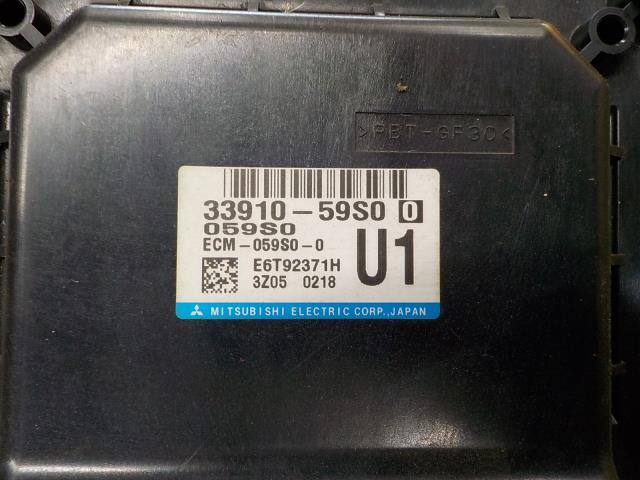 >PBT-GF30<
33910-59S0 0
059S0
ECM-059S0-0
U1
E6T92371H
3Z05 0218
MITSUBISHI ELECTRIC CORP.,JAPAN